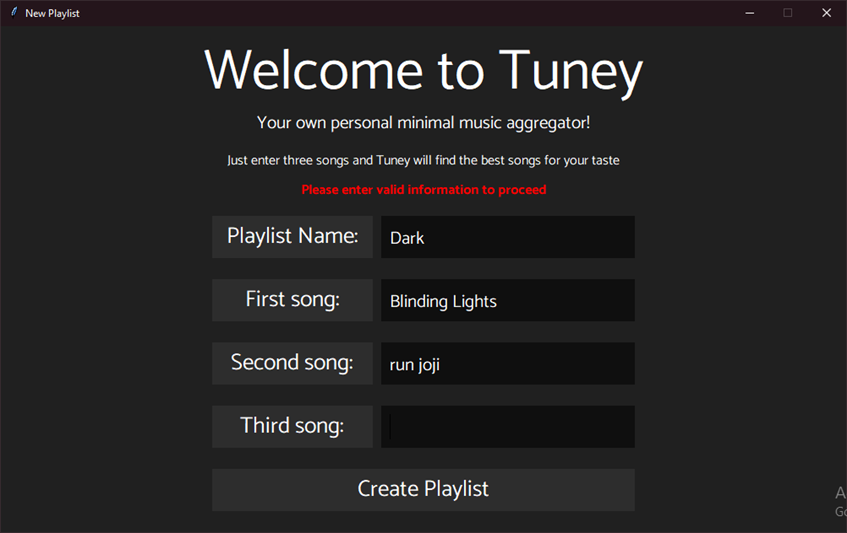 New Playlist
Welcome to Tuney
Your own personal minimal music aggregator!
Just enter three songs and Tuney will find the best songs for your taste
Please enter valid information to proceed
Playlist Name: Dark
First song: Blinding Lights
Second song: run joji
Third song:
Create Playlist